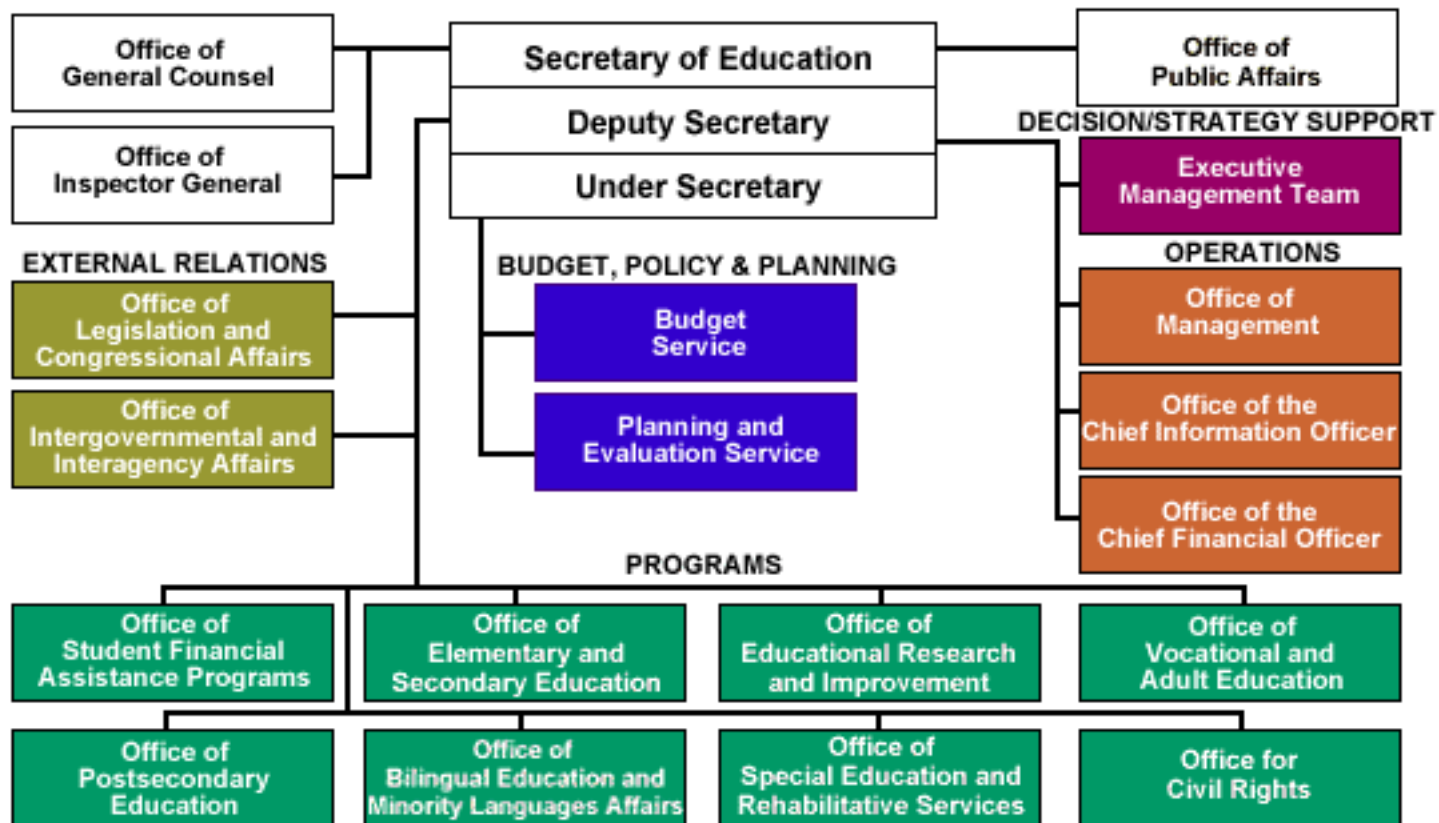 Office of
General Counsel
Secretary of Education
Office of
Public Affairs
Deputy Secretary
DECISION/STRATEGY SUPPORT
Office of
Inspector General
Under Secretary
Executive
Management Team
EXTERNAL RELATIONS
Office of
Legislation and
Congressional Affairs
Office of
Intergovernmental and
Interagency Affairs
BUDGET, POLICY & PLANNING
Budget
Service
Planning and
Evaluation Service
OPERATIONS
Office of
Management
Office of the
Chief Information Officer
Office of the
Chief Financial Officer
PROGRAMS
Office of
Student Financial
Assistance Programs
Office of
Elementary and
Secondary Education
Office of
Educational Research
and Improvement
Office of
Vocational and
Adult Education
Office of
Postsecondary
Education
Office of
Bilingual Education and
Minority Languages Affairs
Office of
Special Education and
Rehabilitative Services
Office for
Civil Rights